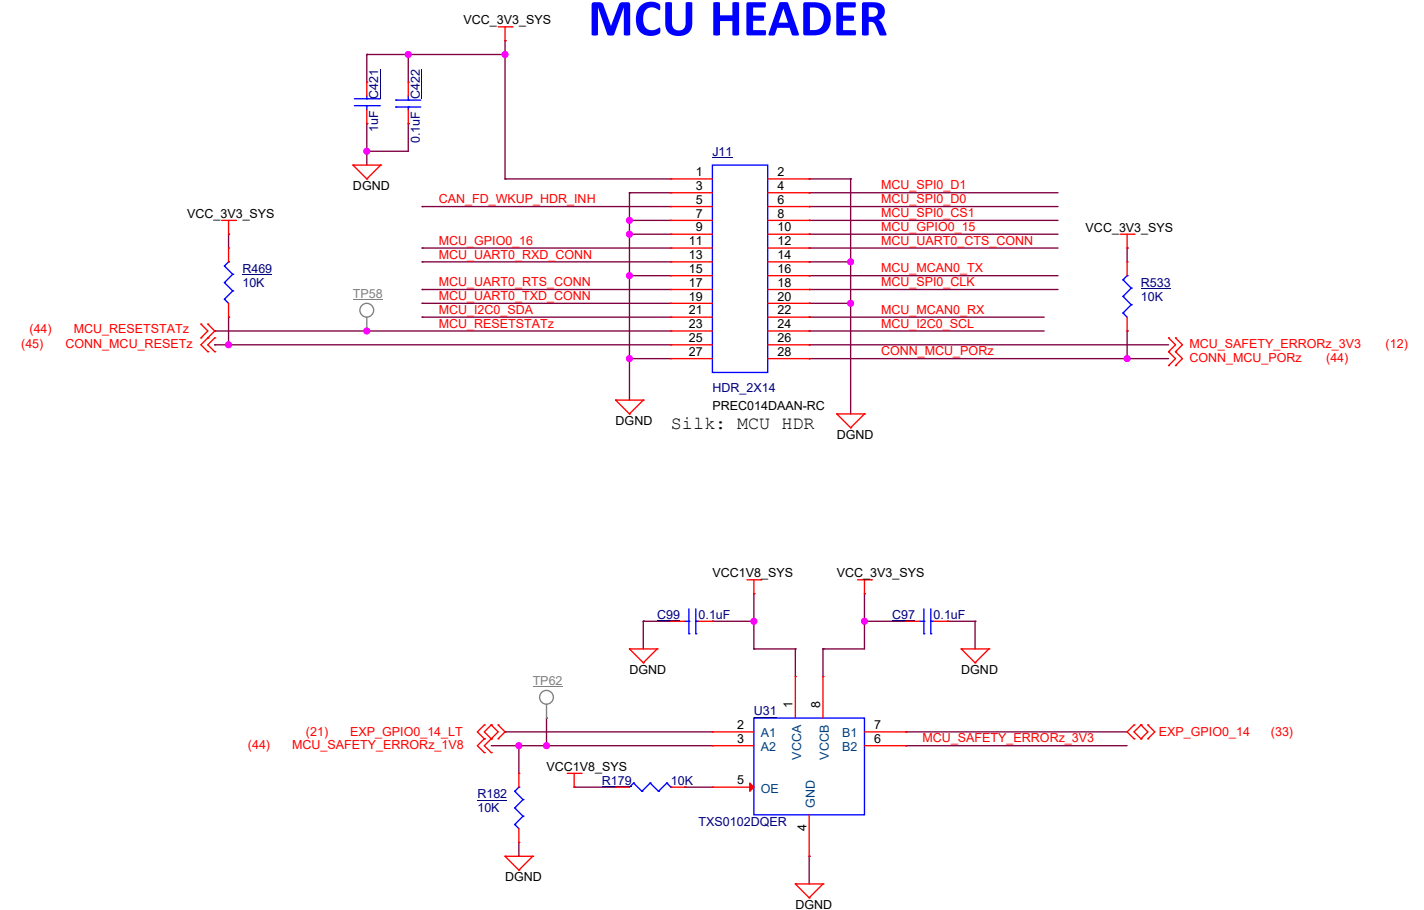 MCU HEADER
VCC_3V3_SYS
C421
1uF
C422
0.1uF
DGND
J11
1 2
3 4 MCU_SPI0_D1
CAN_FD_WKUP_HDR_INH 5 6 MCU_SPI0_D0
7 8 MCU_SPI0_CS1
9 10 MCU_GPIO0_15
MCU_GPIO0_16 11 12 MCU_UART0_CTS_CONN
MCU_UART0_RXD_CONN 13 14
15 16 MCU_MCAN0_TX
MCU_UART0_RTS_CONN 17 18 MCU_SPI0_CLK
MCU_UART0_TXD_CONN 19 20
MCU_I2C0_SDA 21 22 MCU_MCAN0_RX
MCU_RESETSTATz 23 24 MCU_I2C0_SCL
25 26
27 28 CONN_MCU_PORz
VCC_3V3_SYS
R469
10K
TP58
(44) MCU_RESETSTATz
(45) CONN_MCU_RESETz
VCC_3V3_SYS
R533
10K
MCU_SAFETY_ERRORz_3V3 (12)
CONN_MCU_PORz (44)
HDR_2X14
PREC014DAAN-RC
Silk: MCU HDR
DGND
DGND
VCC1V8_SYS
VCC_3V3_SYS
C99 0.1uF
C97 0.1uF
DGND
DGND
TP62
U31
1
8
(21) EXP_GPIO0_14_LT
(44) MCU_SAFETY_ERRORz_1V8
2 A1
3 A2
VCCA
VCCB
B1 7
B2 6
EXP_GPIO0_14 (33)
MCU_SAFETY_ERRORz_3V3
VCC1V8_SYS
R179 10K
5 OE
GND
4
R182
10K
TXS0102DQER
DGND
DGND